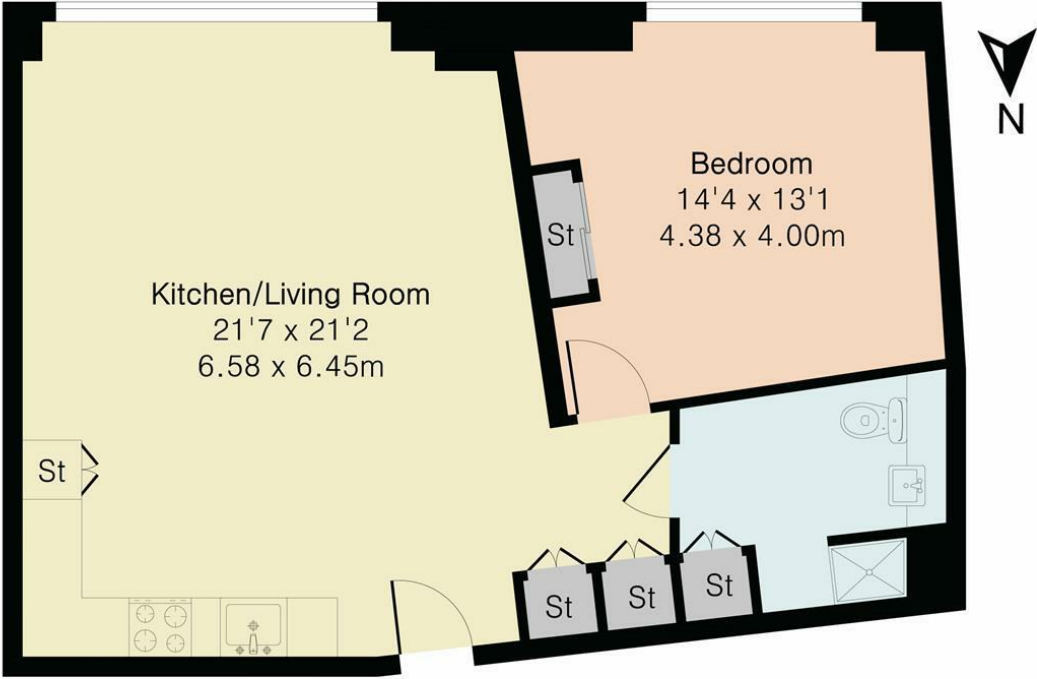 N
Bedroom
14'4 x 13'1
4.38 x 4.00m
St
Kitchen/Living Room
21'7 x 21'2
6.58 x 6.45m
St
St
St
St